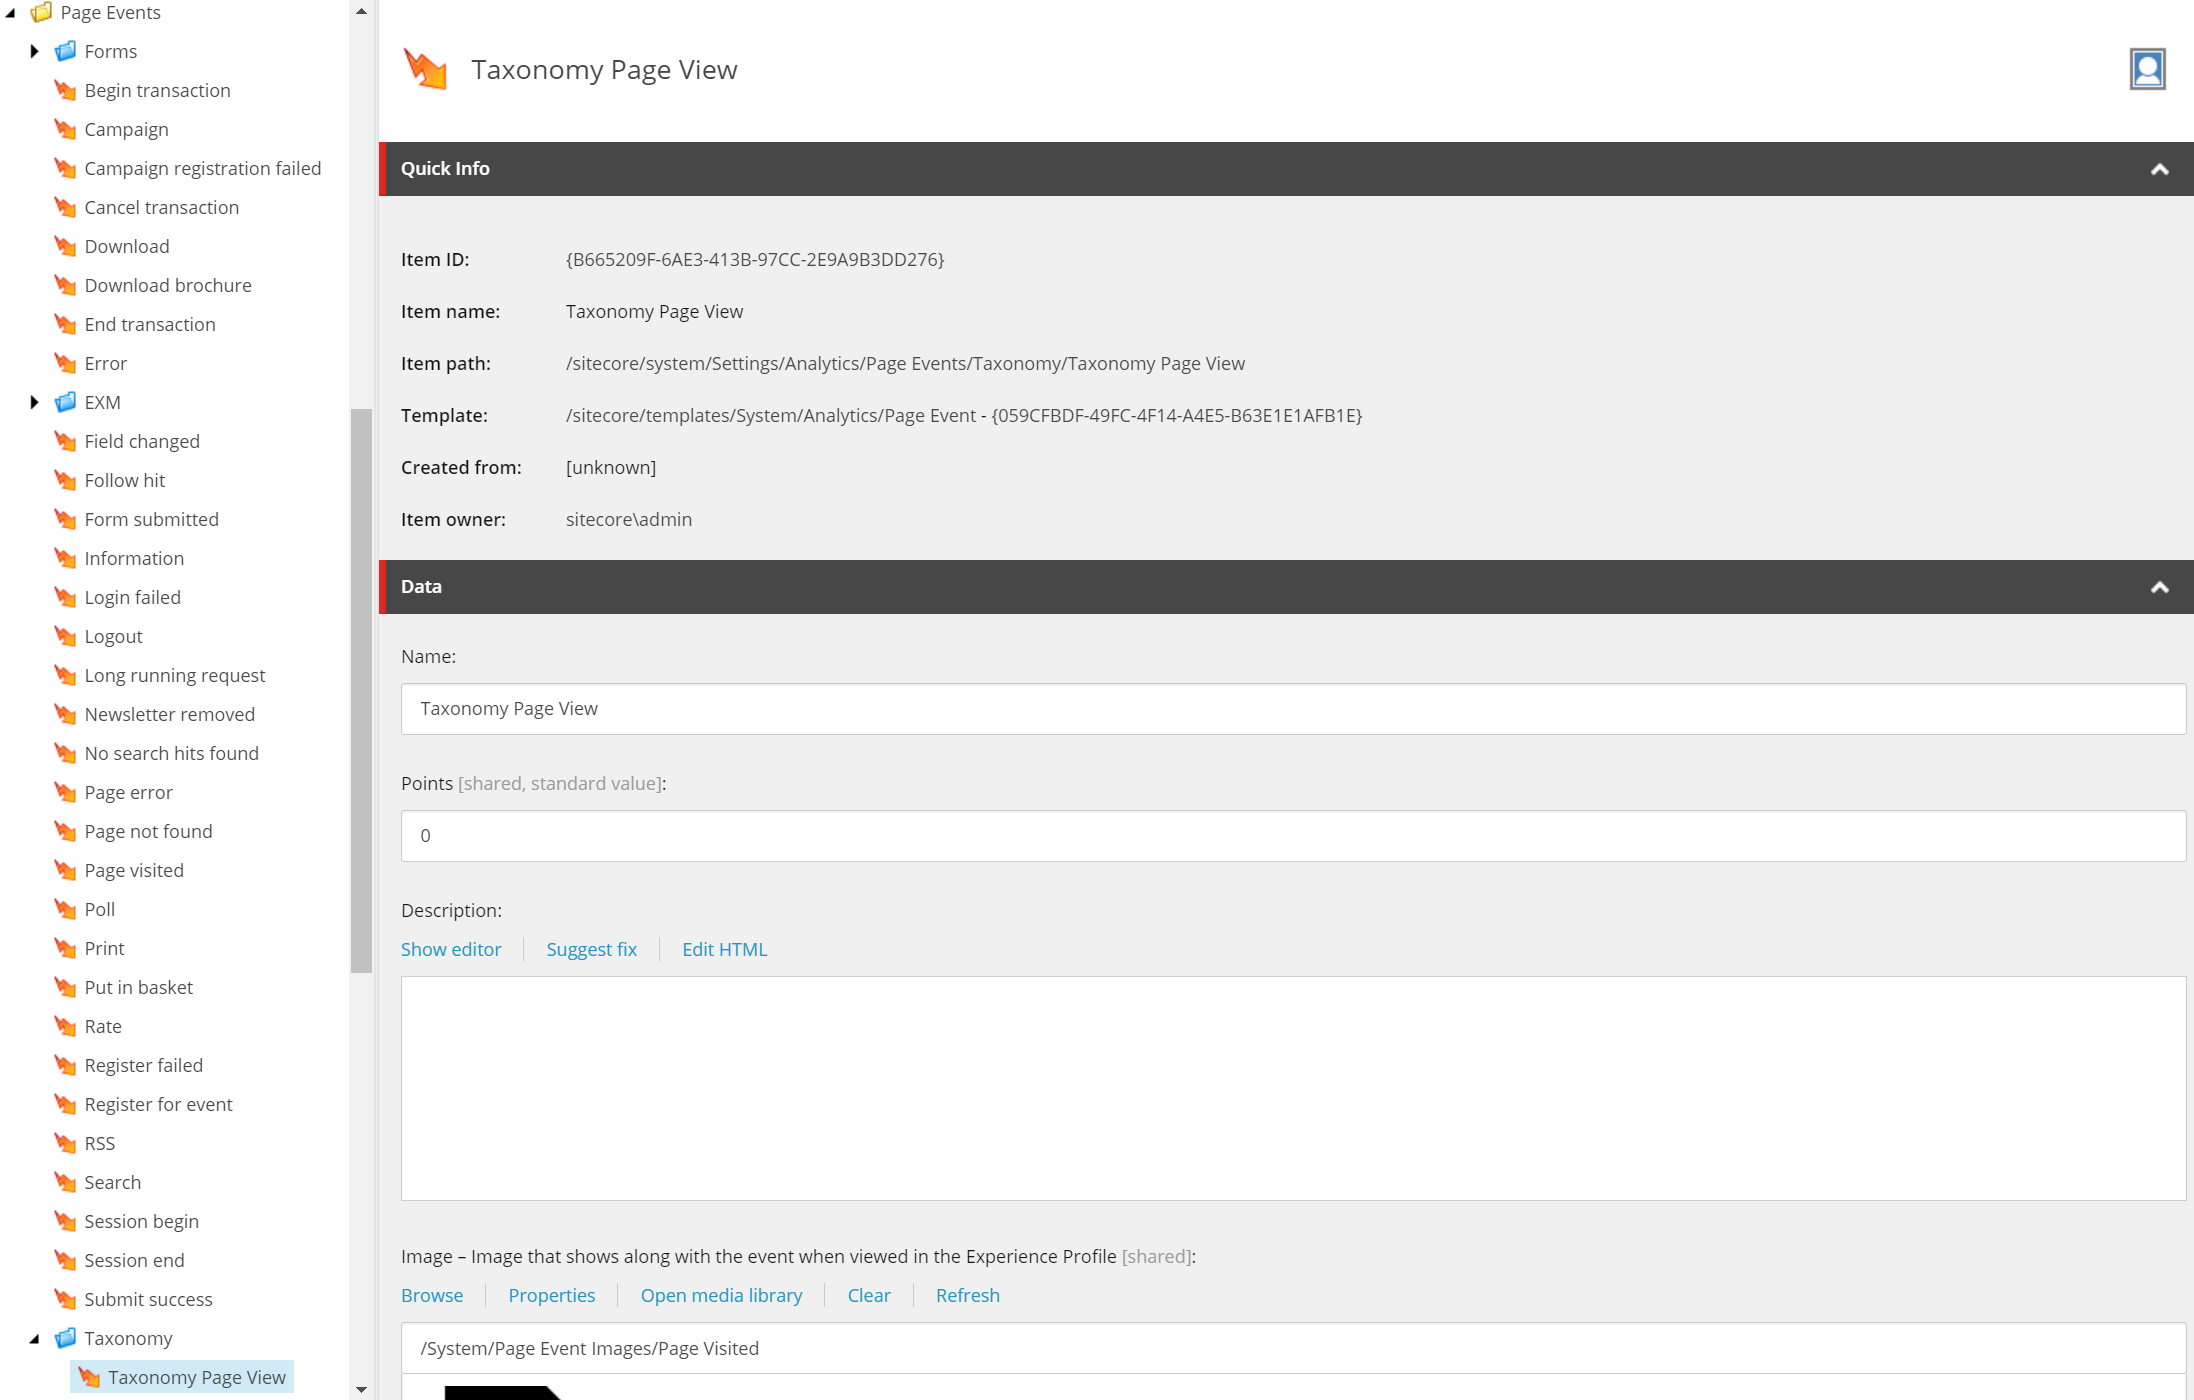 Page Events
Forms
Begin transaction
Campaign
Campaign registration failed
Cancel transaction
Download
Download brochure
End transaction
Error
EXM
Field changed
Follow hit
Form submitted
Information
Login failed
Logout
Long running request
Newsletter removed
No search hits found
Page error
Page not found
Page visited
Poll
Print
Put in basket
Rate
Register failed
Register for event
RSS
Search
Session begin
Session end
Submit success
Taxonomy
Taxonomy Page View
Taxonomy Page View
Quick Info
Item ID: {B665209F-6AE3-413B-97CC-2E9A9B3DD276}
Item name: Taxonomy Page View
Item path: /sitecore/system/Settings/Analytics/Page Events/Taxonomy/Taxonomy Page View
Template: /sitecore/templates/System/Analytics/Page Event - {059CFBDF-49FC-4F14-A4E5-B63E1E1AFB1E}
Created from: [unknown]
Item owner: sitecore\admin
Data
Name:
Taxonomy Page View
Points [shared, standard value]:
0
Description:
Show editor Suggest fix Edit HTML
Image – Image that shows along with the event when viewed in the Experience Profile [shared]:
Browse Properties Open media library Clear Refresh
/System/Page Event Images/Page Visited